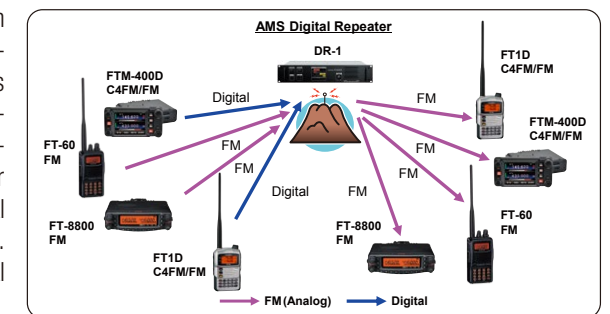 AMS Digital Repeater
DR-1
FTM-400D
C4FM/FM
Digital
FM
FT1D
C4FM/FM
FT-60
FM
FM
FM
FM
FTM-400D
C4FM/FM
FM
Digital
FM
FT-8800
FM
FT1D
C4FM/FM
FT-8800
FM
FT-60
FM
FM (Analog)
Digital